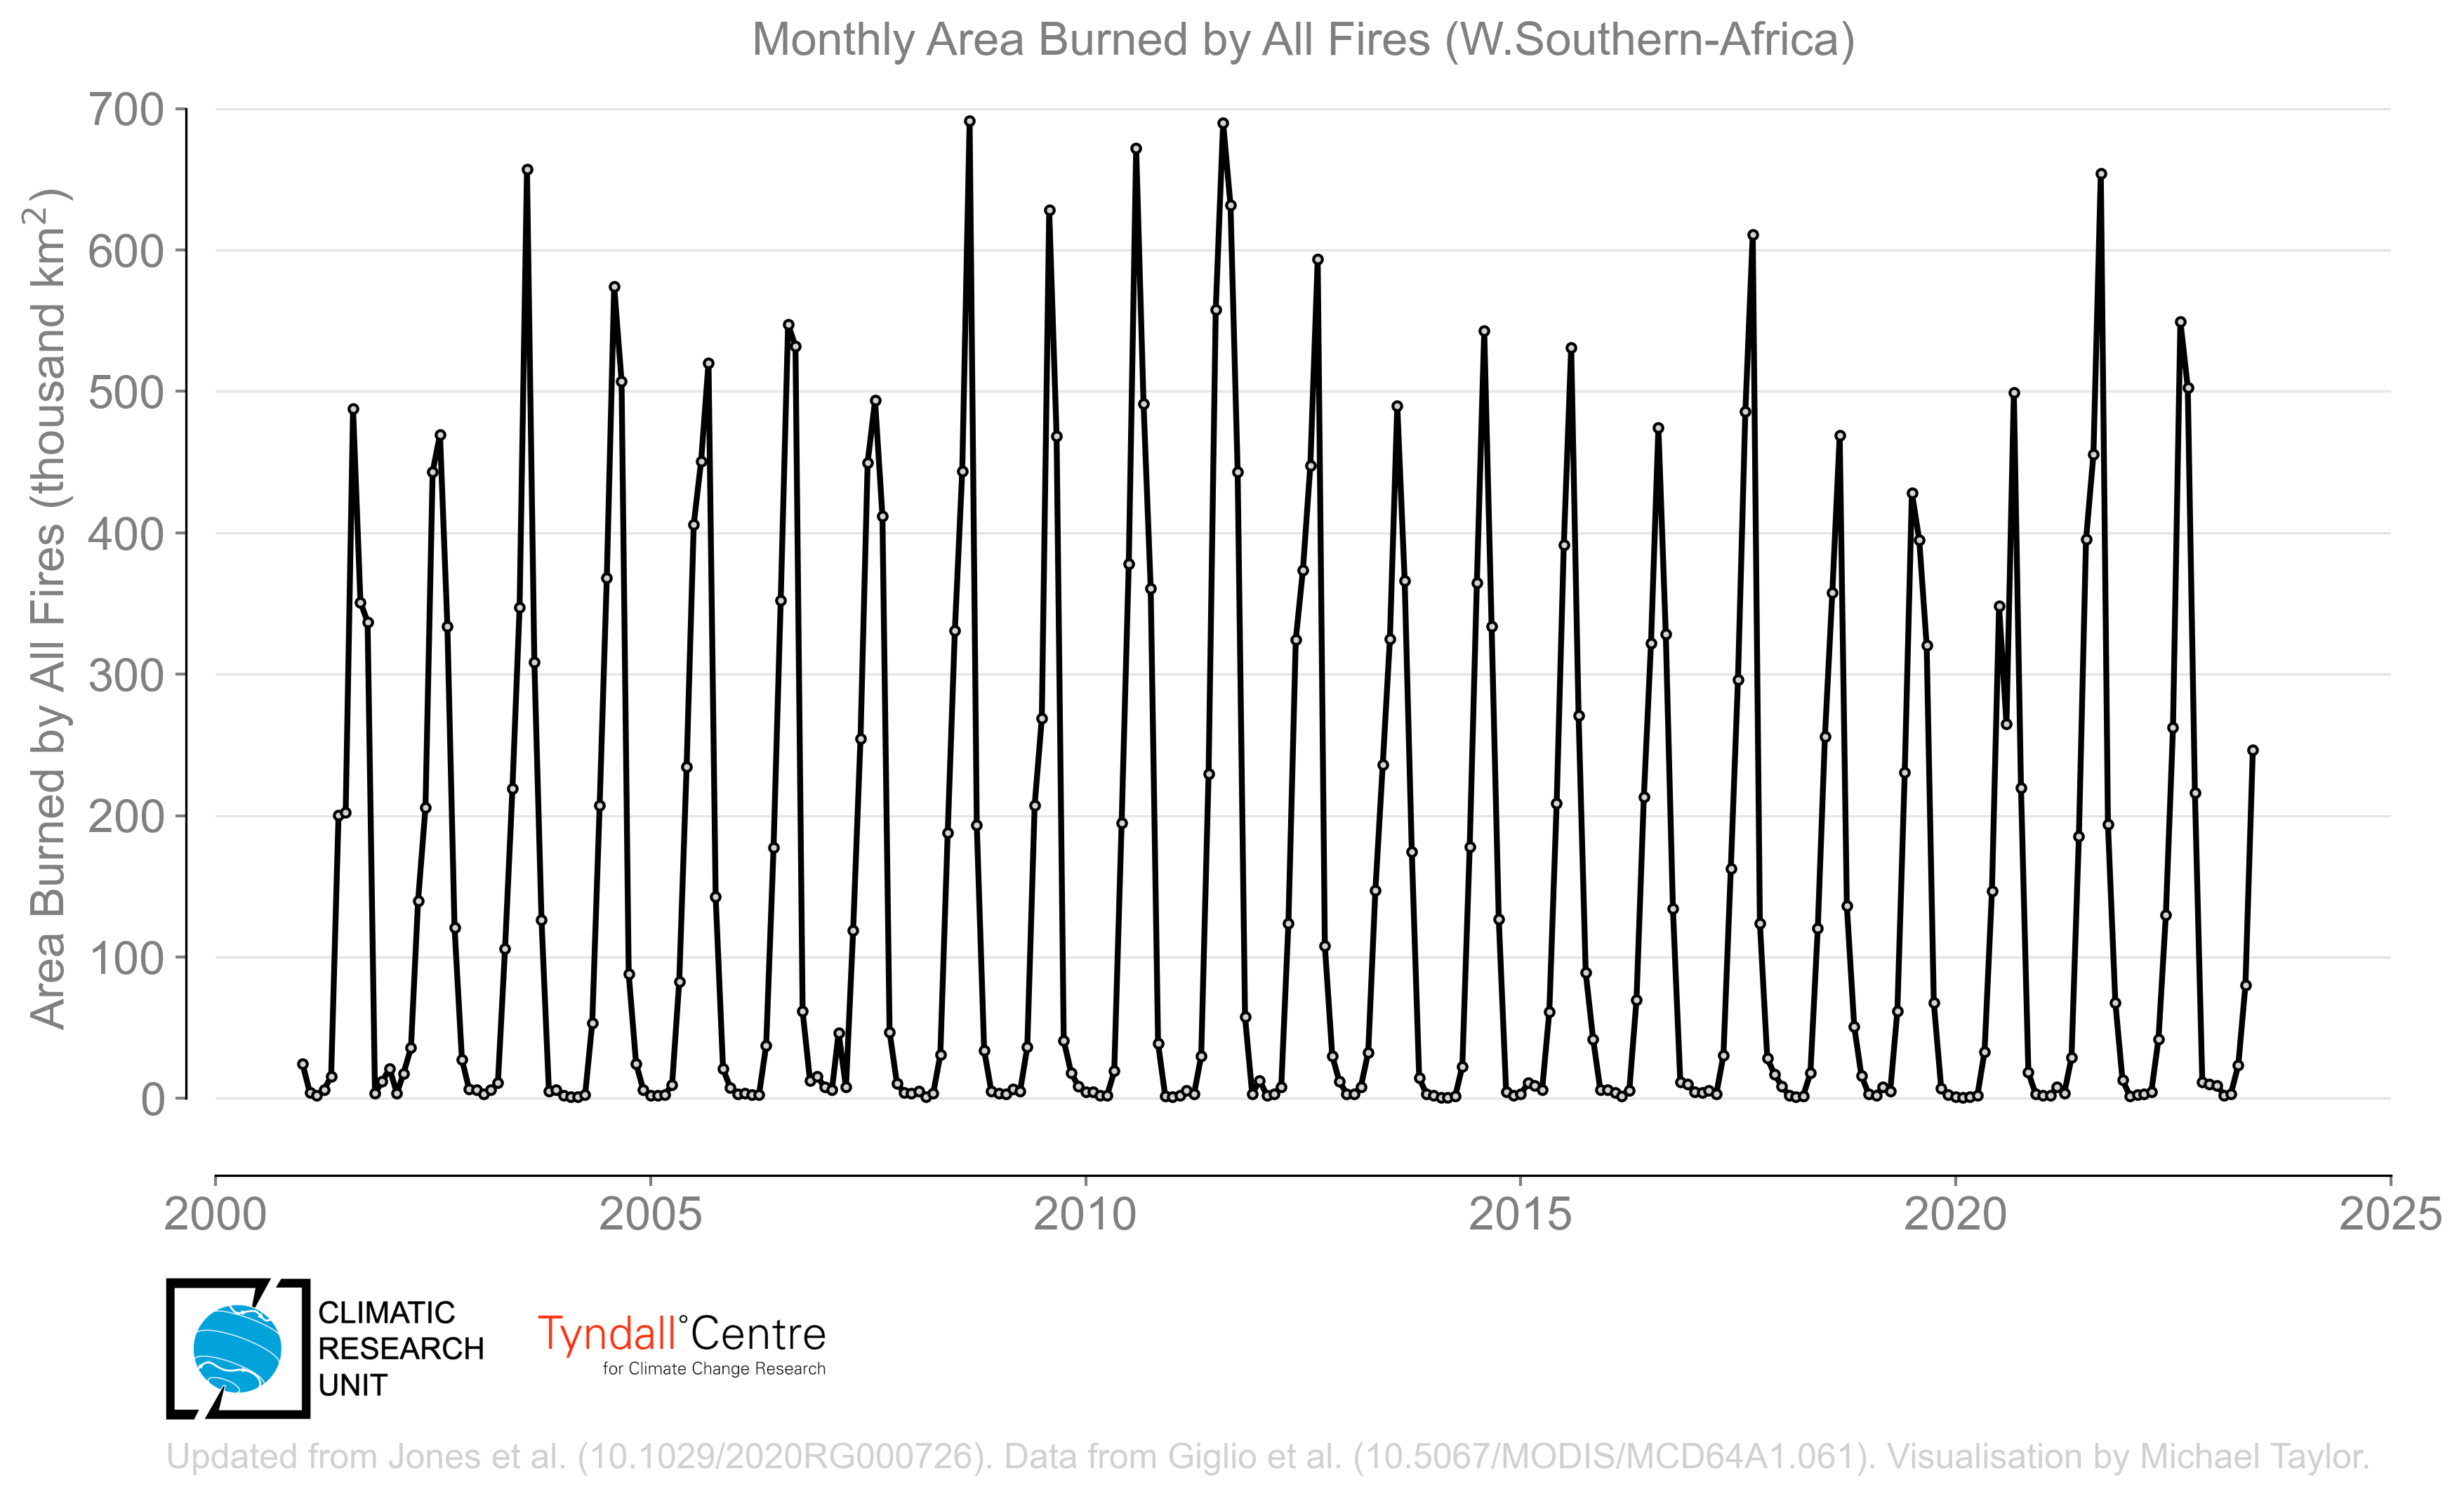 Monthly Area Burned by All Fires (W.Southern-Africa)
Area Burned by All Fires (thousand km²)
700
600
500
400
300
200
100
0
2000
2005
2010
2015
2020
2025
CLIMATIC
RESEARCH
UNIT
Tyndall°Centre
for Climate Change Research
Updated from Jones et al. (10.1029/2020RG000726). Data from Giglio et al. (10.5067/MODIS/MCD64A1.061). Visualisation by Michael Taylor.